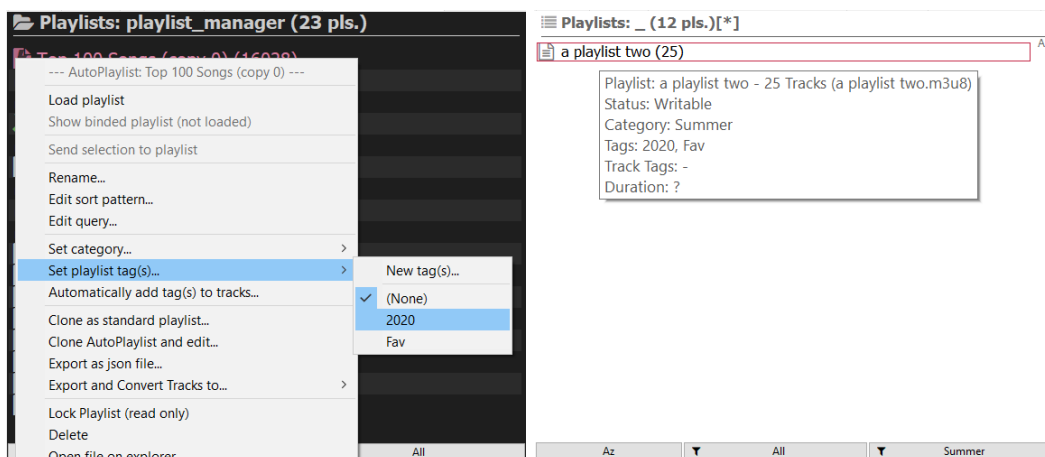 Playlists: playlist_manager (23 pls.)
Top 100 Songs (copy 0) (16028)
--- AutoPlaylist: Top 100 Songs (copy 0) ---
Load playlist
Show binded playlist (not loaded)
Send selection to playlist
Rename...
Edit sort pattern...
Edit query...
Set category...
Set playlist tag(s)...
Automatically add tag(s) to tracks...
Clone as standard playlist...
Clone AutoPlaylist and edit...
Export as json file...
Export and Convert Tracks to...
Lock Playlist (read only)
Delete
Open file on explorer
New tag(s)...
(None)
2020
Fav
All
Playlists: _ (12 pls.)[*]
A
a playlist two (25)
Playlist: a playlist two - 25 Tracks (a playlist two.m3u8)
Status: Writable
Category: Summer
Tags: 2020, Fav
Track Tags: -
Duration: ?
Az
All
Summer